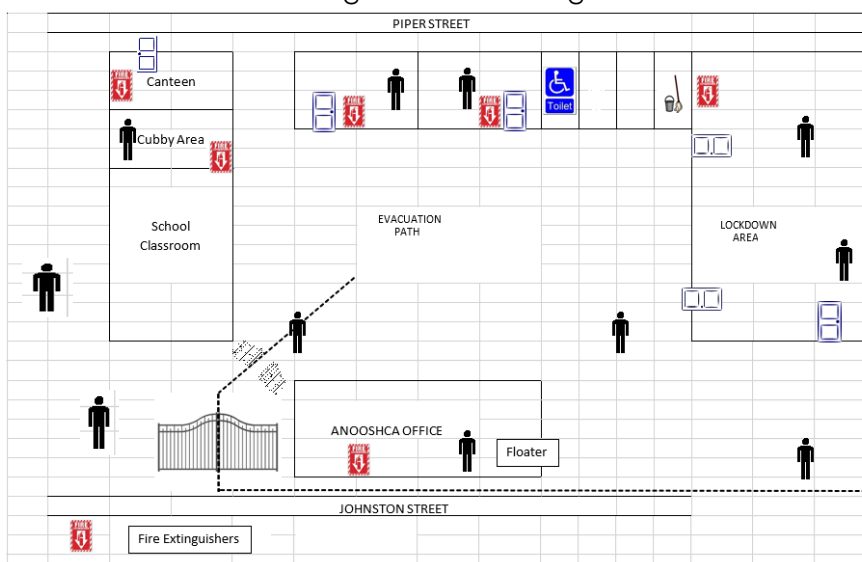 PIPER STREET
Canteen
Toilet
Cubby Area
School
Classroom
EVACUATION
PATH
LOCKDOWN
AREA
ANOOSHCA OFFICE
Floater
JOHNSTON STREET
Fire Extinguishers